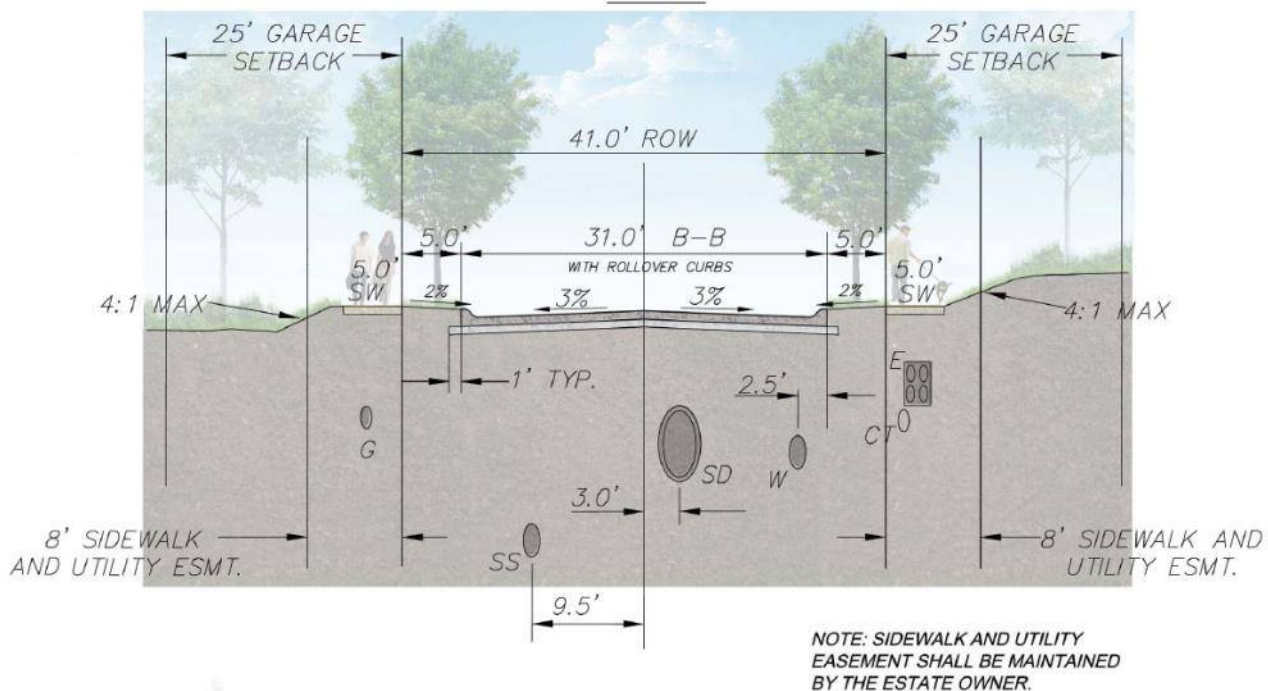 25' GARAGE
SETBACK
25' GARAGE
SETBACK
41.0' ROW
5.0'
31.0' B-B
5.0'
WITH ROLLOVER CURBS
5.0'
SW
5.0'
SW
2%
3%
3%
2%
4:1 MAX
4:1 MAX
1' TYP.
2.5'
E
CT
G
SD
W
3.0'
SS
8' SIDEWALK
AND UTILITY ESMT.
8' SIDEWALK AND
UTILITY ESMT.
9.5'
NOTE: SIDEWALK AND UTILITY
EASEMENT SHALL BE MAINTAINED
BY THE ESTATE OWNER.